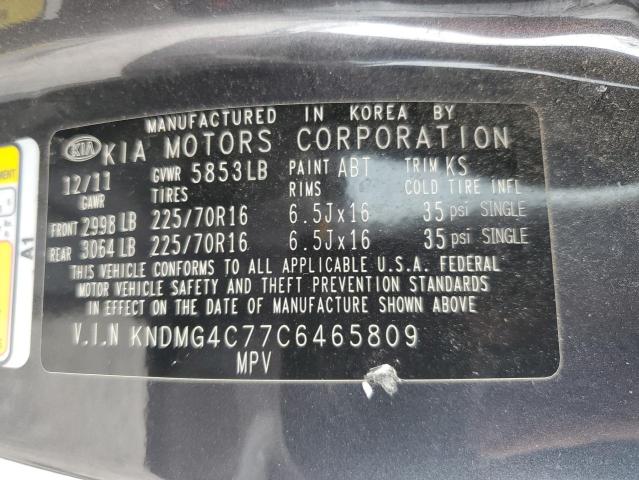 MANUFACTURED IN KOREA BY
KIA KIA MOTORS CORPORATION
12/11 GVWR 5853LB PAINT ABT TRIM KS
GAWR TIRES RIMS COLD TIRE INFL
FRONT 2998 LB 225/70R16 6.5Jx16 35 psi SINGLE
REAR 3064 LB 225/70R16 6.5Jx16 35 psi SINGLE
THIS VEHICLE CONFORMS TO ALL APPLICABLE U.S.A. FEDERAL
MOTOR VEHICLE SAFETY AND THEFT PREVENTION STANDARDS
IN EFFECT ON THE DATE OF MANUFACTURE SHOWN ABOVE
V.I.N KNDMG4C77C6465809
MPV
A1